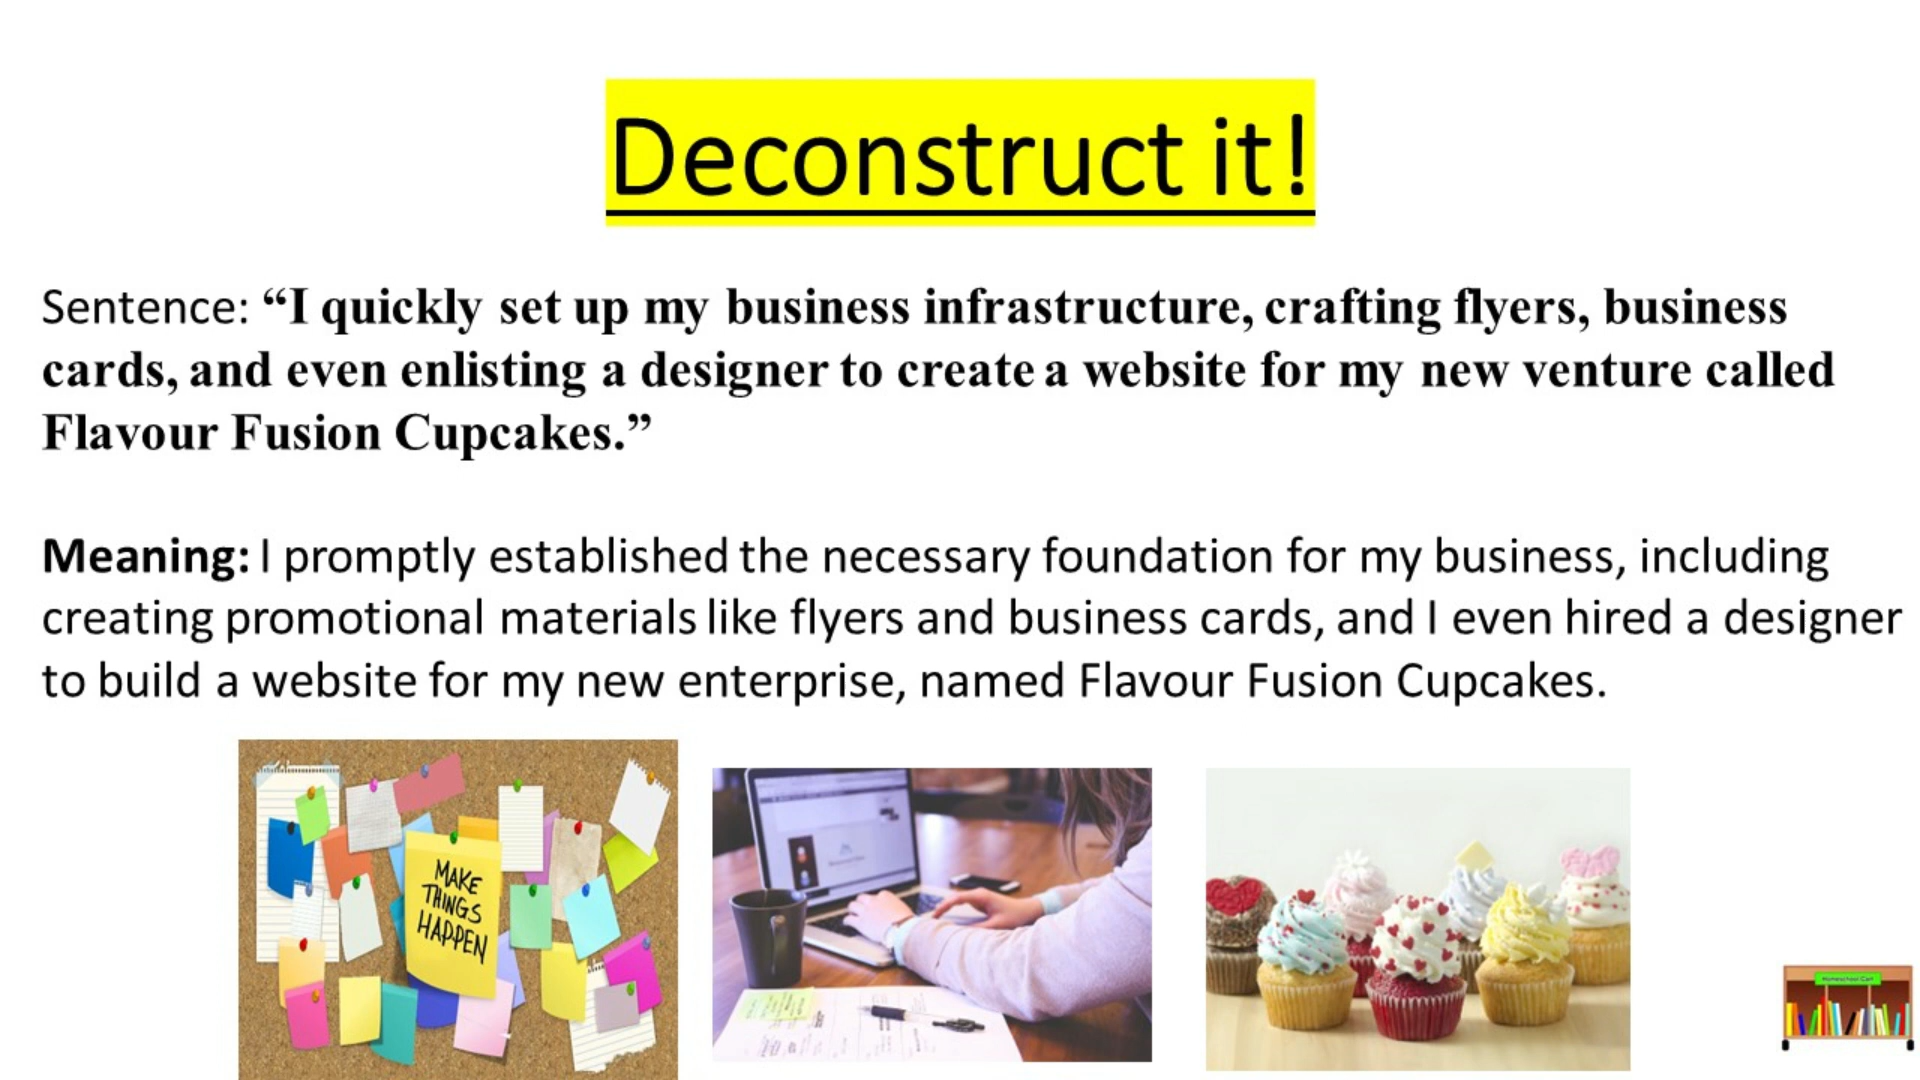 Deconstruct it!
Sentence: “I quickly set up my business infrastructure, crafting flyers, business
cards, and even enlisting a designer to create a website for my new venture called
Flavour Fusion Cupcakes.”
Meaning: I promptly established the necessary foundation for my business, including
creating promotional materials like flyers and business cards, and I even hired a designer
to build a website for my new enterprise, named Flavour Fusion Cupcakes.
MAKE
THINGS
HAPPEN
Homeschool Cart